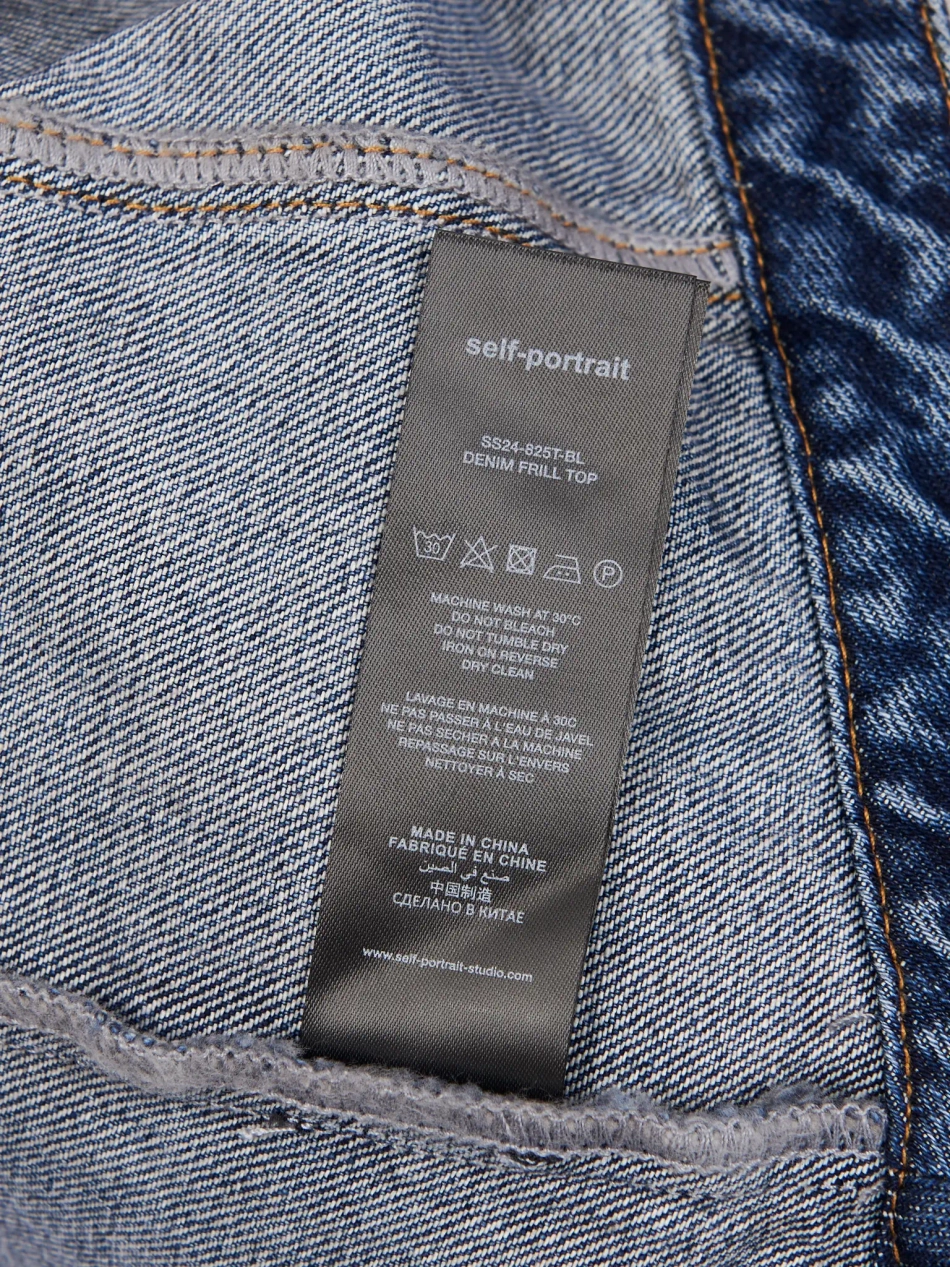 self-portrait
SS24-825T-BL
DENIM FRILL TOP
30
P
MACHINE WASH AT 30°C
DO NOT BLEACH
DO NOT TUMBLE DRY
IRON ON REVERSE
DRY CLEAN
LAVAGE EN MACHINE À 30C
NE PAS PASSER À L'EAU DE JAVEL
NE PAS SÉCHER À LA MACHINE
REPASSAGE SUR L'ENVERS
NETTOYER À SEC
MADE IN CHINA
FABRIQUÉ EN CHINE
صنع في الصين
中国制造
СДЕЛАНО В КИТАЕ
www.self-portrait-studio.com